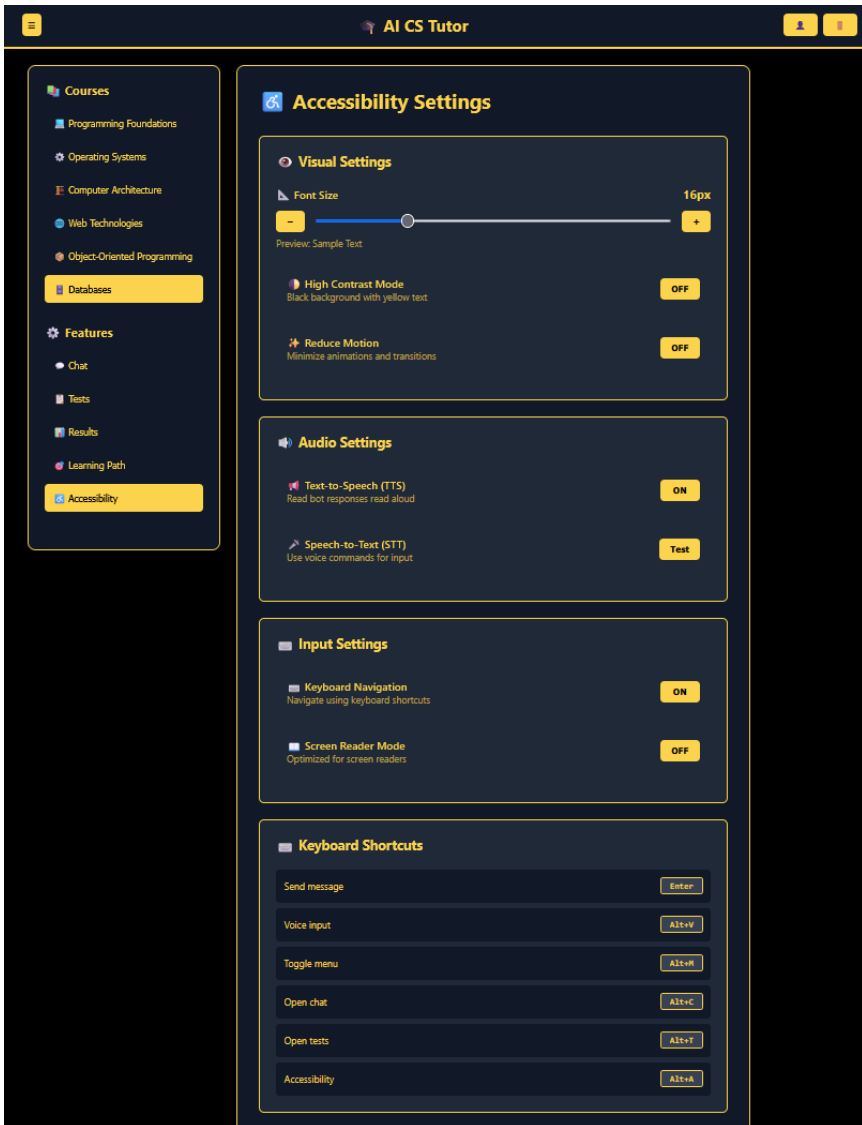 AI CS Tutor
Courses
Programming Foundations
Operating Systems
Computer Architecture
Web Technologies
Object-Oriented Programming
Databases
Features
Chat
Tests
Results
Learning Path
Accessibility
Accessibility Settings
Visual Settings
Font Size 16px
- +
Preview: Sample Text
High Contrast Mode
Black background with yellow text
OFF
Reduce Motion
Minimize animations and transitions
OFF
Audio Settings
Text-to-Speech (TTS)
Read bot responses read aloud
ON
Speech-to-Text (STT)
Use voice commands for input
Test
Input Settings
Keyboard Navigation
Navigate using keyboard shortcuts
ON
Screen Reader Mode
Optimized for screen readers
OFF
Keyboard Shortcuts
Send message Enter
Voice input Alt+V
Toggle menu Alt+M
Open chat Alt+C
Open tests Alt+T
Accessibility Alt+A